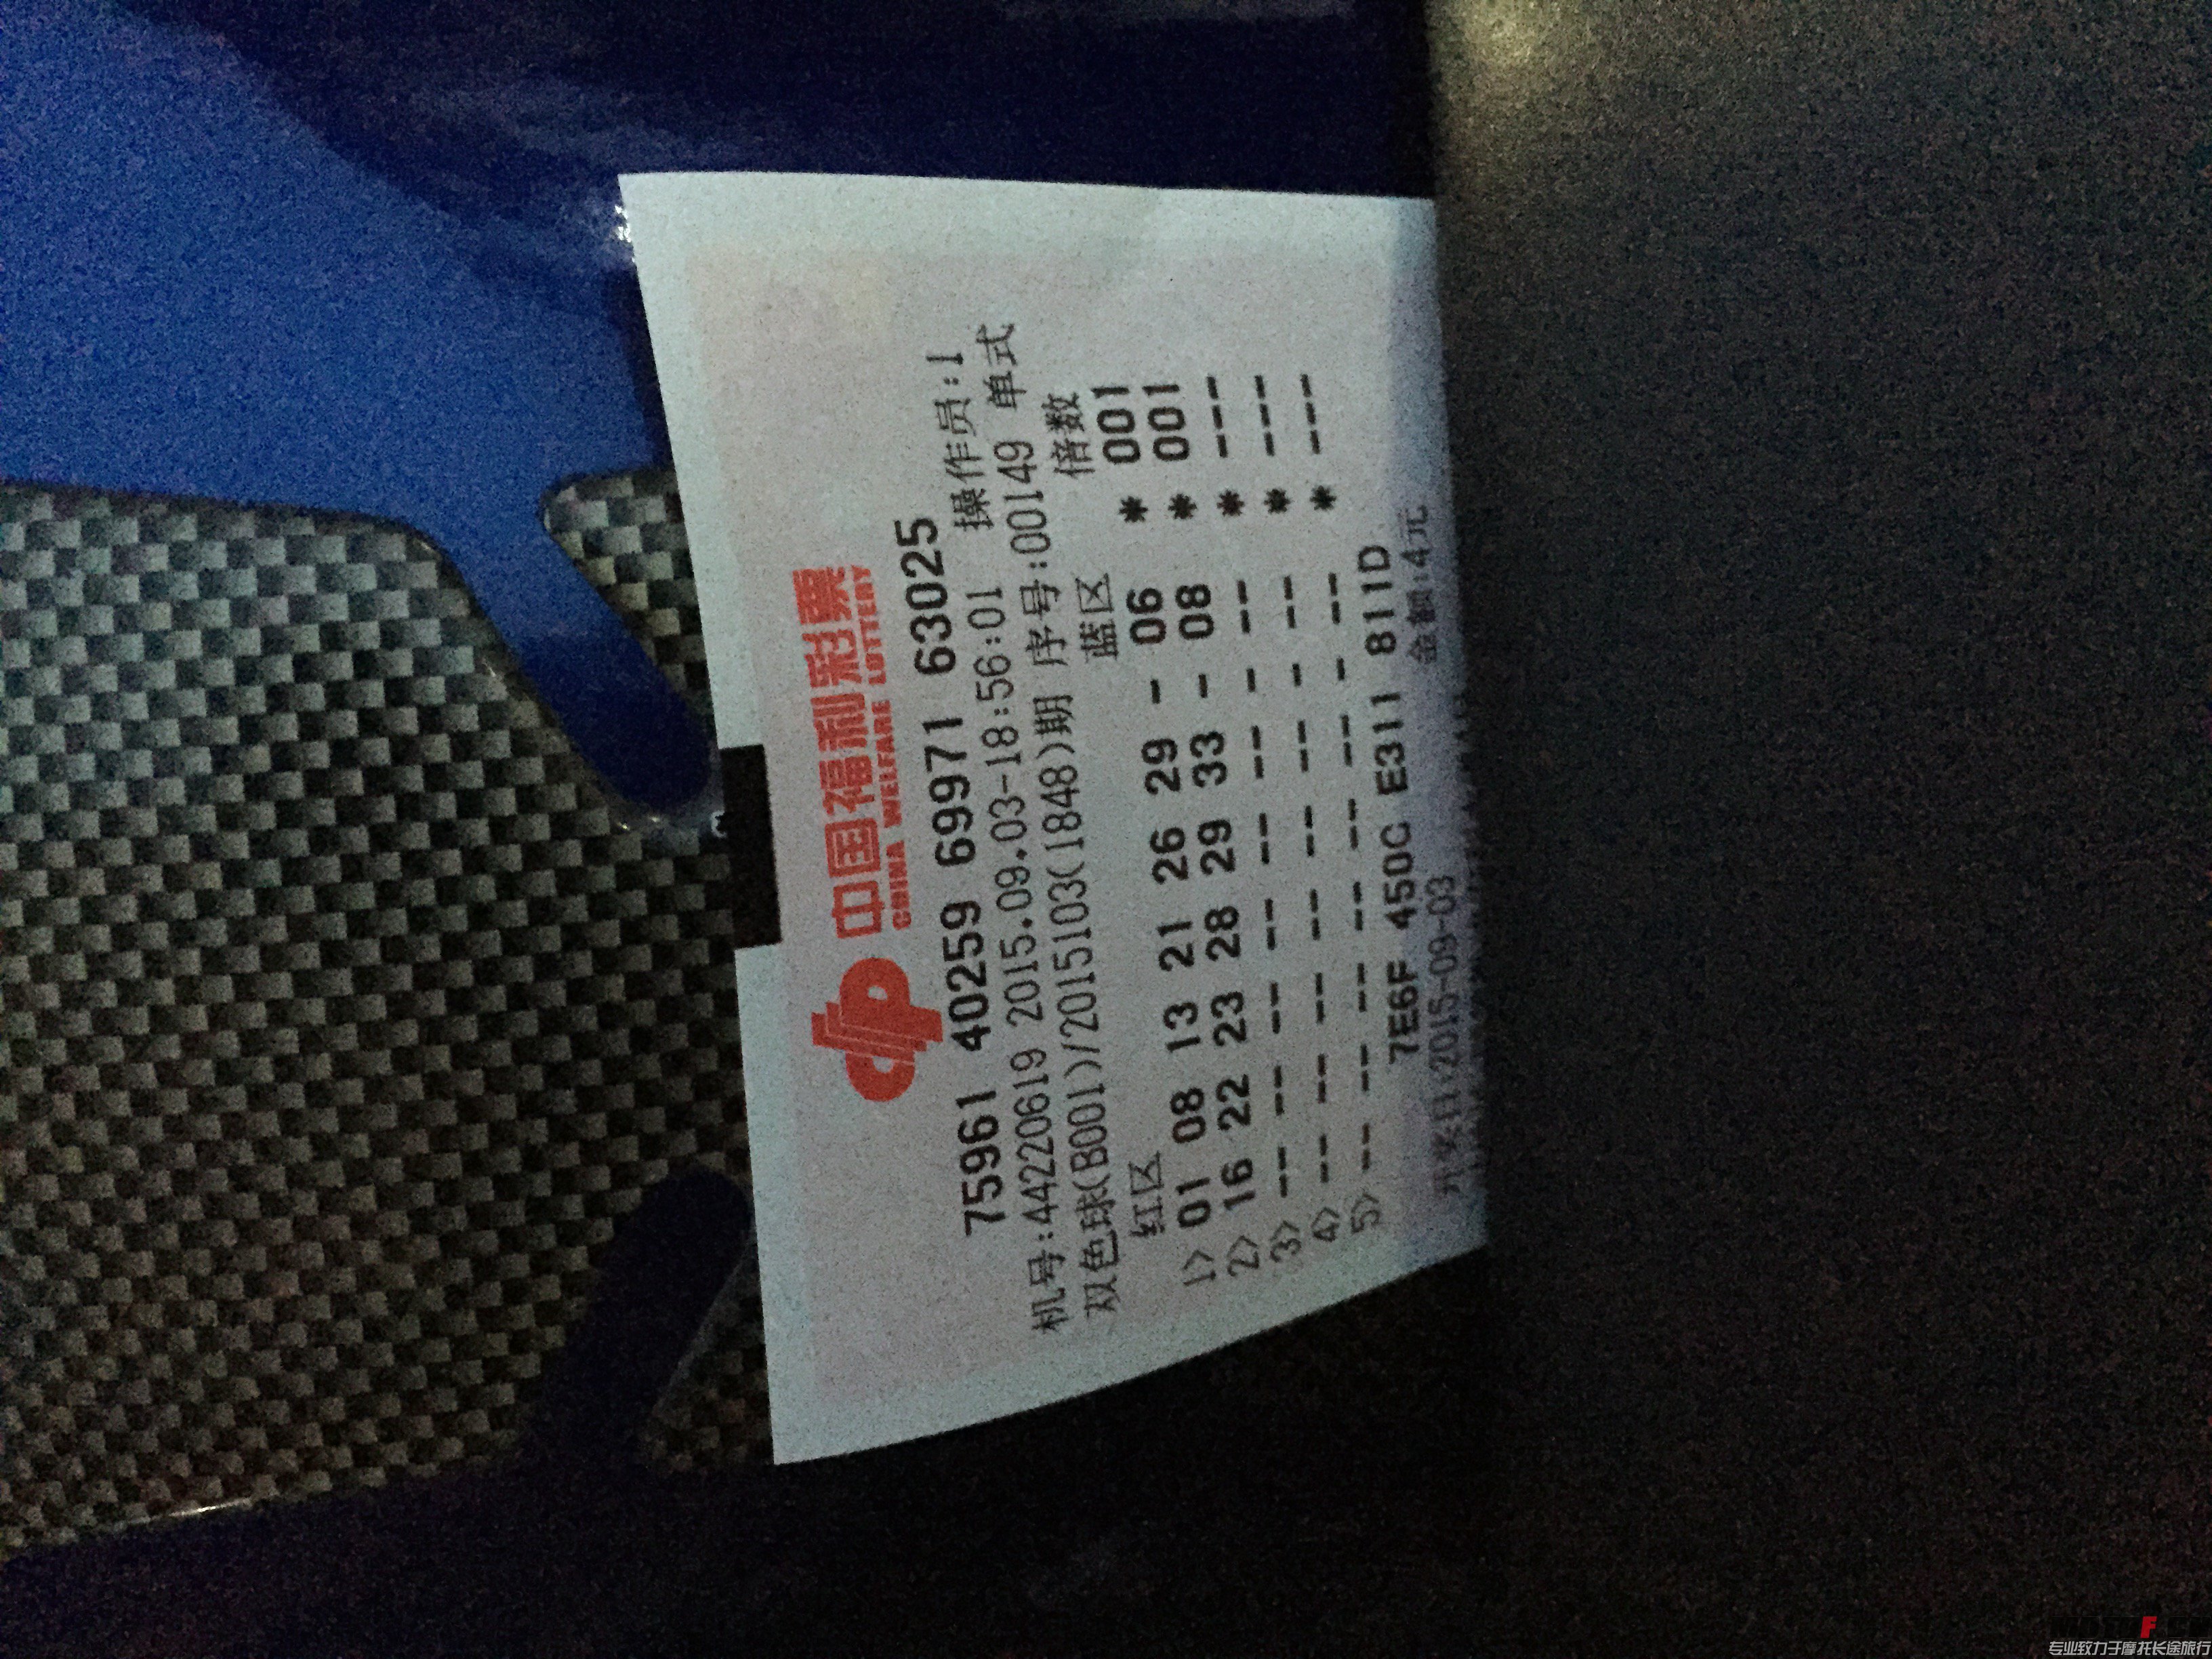 中国福利彩票
CHINA WELFARE LOTTERY
75961 40259 69971 63025
机号:44220619 2015.09.03-18:56:01 操作员:1
双色球(B001)/2015103(1848)期 序号:000149 单式
红区 蓝区 倍数
1> 01 08 13 21 26 29 - 06 * 001
2> 16 22 23 28 29 33 - 08 * 001
3> -- -- -- -- -- -- - -- * ---
4> -- -- -- -- -- -- - -- * ---
5> -- -- -- -- -- -- - -- * ---
7E6F 450C E311 811D
开奖日:2015-09-03 金额:4元
专业致力于摩托长途旅行